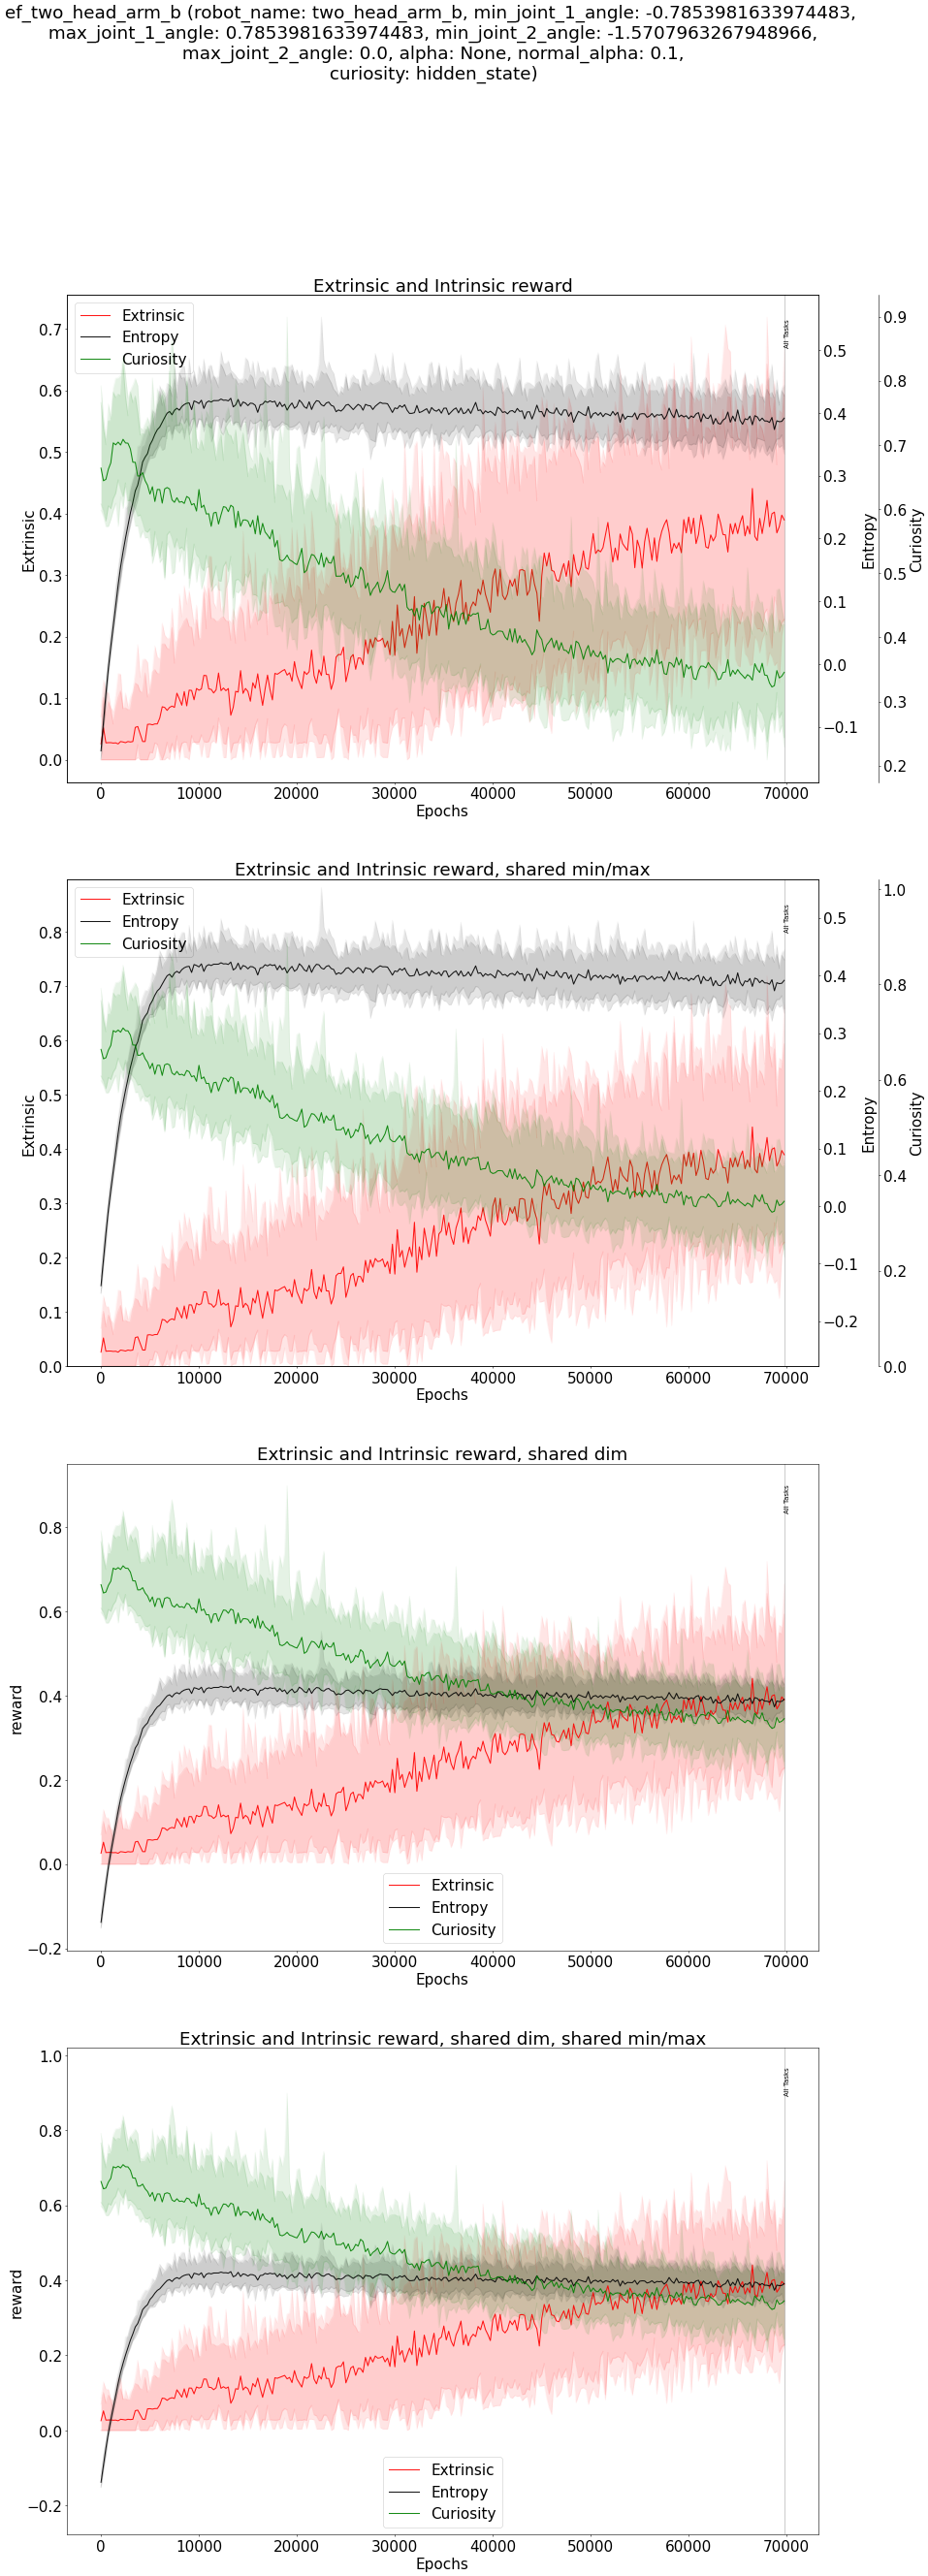 ef_two_head_arm_b (robot_name: two_head_arm_b, min_joint_1_angle: -0.7853981633974483,
max_joint_1_angle: 0.7853981633974483, min_joint_2_angle: -1.5707963267948966,
max_joint_2_angle: 0.0, alpha: None, normal_alpha: 0.1,
curiosity: hidden_state)
Extrinsic and Intrinsic reward
Extrinsic
Entropy
Curiosity
All Tasks
0.7
0.6
0.5
0.4
0.3
0.2
0.1
0.0
Extrinsic
0.5
0.4
0.3
0.2
0.1
0.0
−0.1
Entropy
0.9
0.8
0.7
0.6
0.5
0.4
0.3
0.2
Curiosity
0 10000 20000 30000 40000 50000 60000 70000
Epochs
Extrinsic and Intrinsic reward, shared min/max
Extrinsic
Entropy
Curiosity
All Tasks
0.8
0.7
0.6
0.5
0.4
0.3
0.2
0.1
0.0
Extrinsic
0.5
0.4
0.3
0.2
0.1
0.0
−0.1
−0.2
Entropy
1.0
0.8
0.6
0.4
0.2
0.0
Curiosity
0 10000 20000 30000 40000 50000 60000 70000
Epochs
Extrinsic and Intrinsic reward, shared dim
All Tasks
0.8
0.6
0.4
0.2
0.0
−0.2
reward
Extrinsic
Entropy
Curiosity
0 10000 20000 30000 40000 50000 60000 70000
Epochs
Extrinsic and Intrinsic reward, shared dim, shared min/max
All Tasks
1.0
0.8
0.6
0.4
0.2
0.0
−0.2
reward
Extrinsic
Entropy
Curiosity
0 10000 20000 30000 40000 50000 60000 70000
Epochs